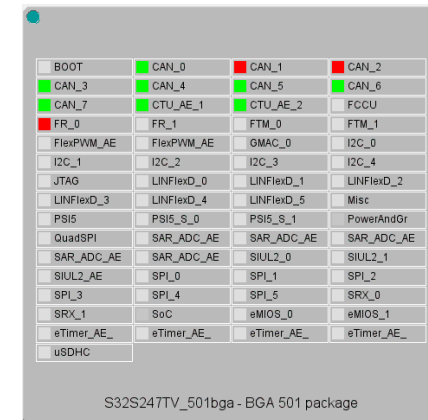 BOOT CAN_0 CAN_1 CAN_2
CAN_3 CAN_4 CAN_5 CAN_6
CAN_7 CTU_AE_1 CTU_AE_2 FCCU
FR_0 FR_1 FTM_0 FTM_1
FlexPWM_AE FlexPWM_AE GMAC_0 I2C_0
I2C_1 I2C_2 I2C_3 I2C_4
JTAG LINFlexD_0 LINFlexD_1 LINFlexD_2
LINFlexD_3 LINFlexD_4 LINFlexD_5 Misc
PSI5 PSI5_S_0 PSI5_S_1 PowerAndGr
QuadSPI SAR_ADC_AE SAR_ADC_AE SAR_ADC_AE
SAR_ADC_AE SAR_ADC_AE SIUL2_0 SIUL2_1
SIUL2_AE SPI_0 SPI_1 SPI_2
SPI_3 SPI_4 SPI_5 SRX_0
SRX_1 SoC eMIOS_0 eMIOS_1
eTimer_AE_ eTimer_AE_ eTimer_AE_ eTimer_AE_
uSDHC
S32S247TV_501bga - BGA 501 package